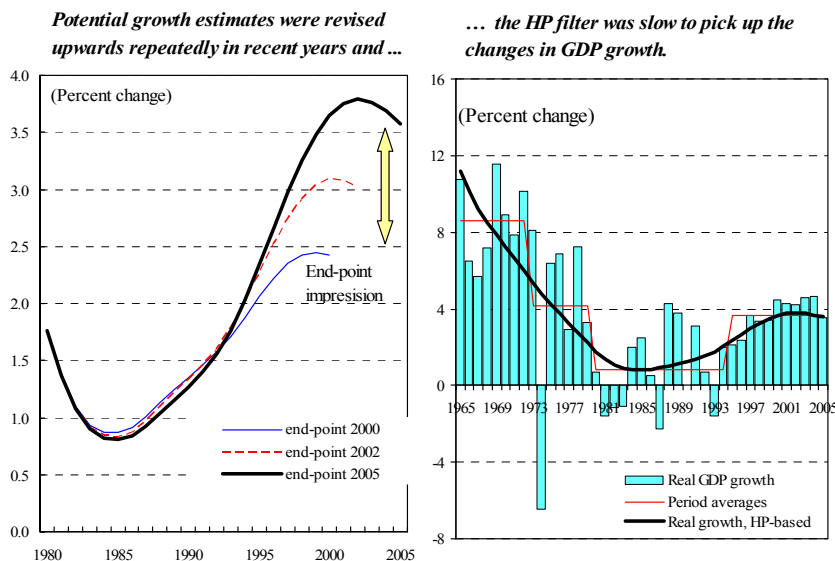 Potential growth estimates were revised
upwards repeatedly in recent years and ...
4.0
3.5
3.0
2.5
2.0
1.5
1.0
0.5
0.0
(Percent change)
End-point
impresision
end-point 2000
end-point 2002
end-point 2005
1980
1985
1990
1995
2000
2005
… the HP filter was slow to pick up the
changes in GDP growth.
16
12
8
4
0
-4
-8
(Percent change)
1965
1969
1973
1977
1981
1985
1989
1993
1997
2001
2005
Real GDP growth
Period averages
Real growth, HP-based